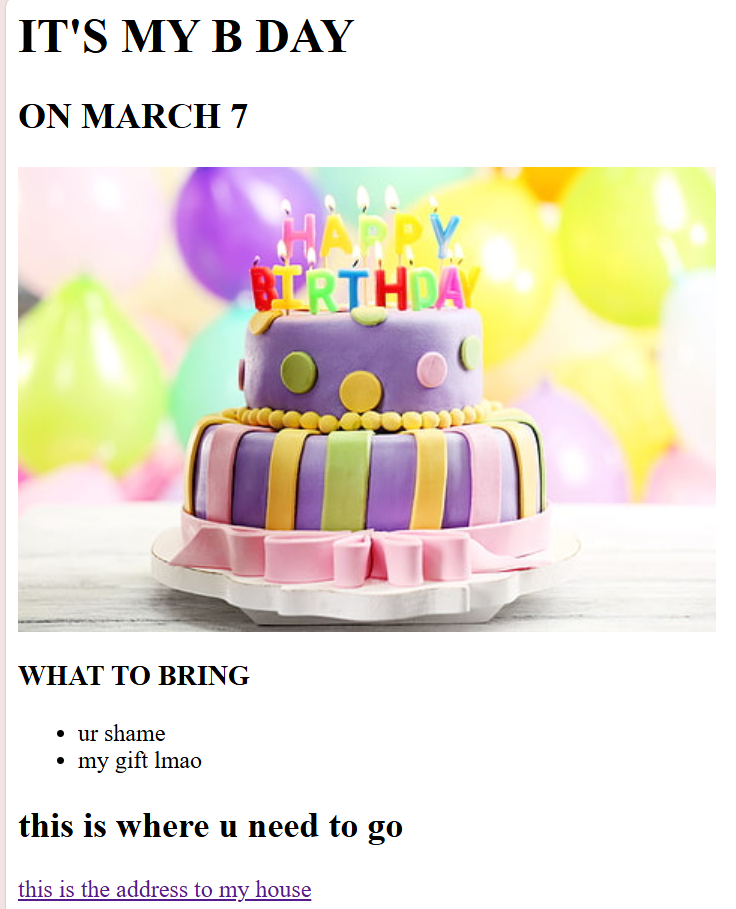 IT'S MY B DAY
ON MARCH 7
HAPPY
BIRTHDAY
WHAT TO BRING
ur shame
my gift lmao
this is where u need to go
this is the address to my house